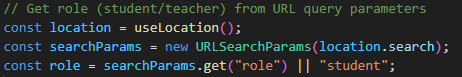 // Get role (student/teacher) from URL query parameters
const location = useLocation();
const searchParams = new URLSearchParams(location.search);
const role = searchParams.get("role") || "student";